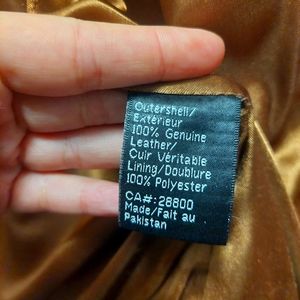 Outershell/
Extérieur
100% Genuine
Leather/
Cuir Véritable
Lining/Doublure
100% Polyester
CA#: 28800
Made/Fait au
Pakistan